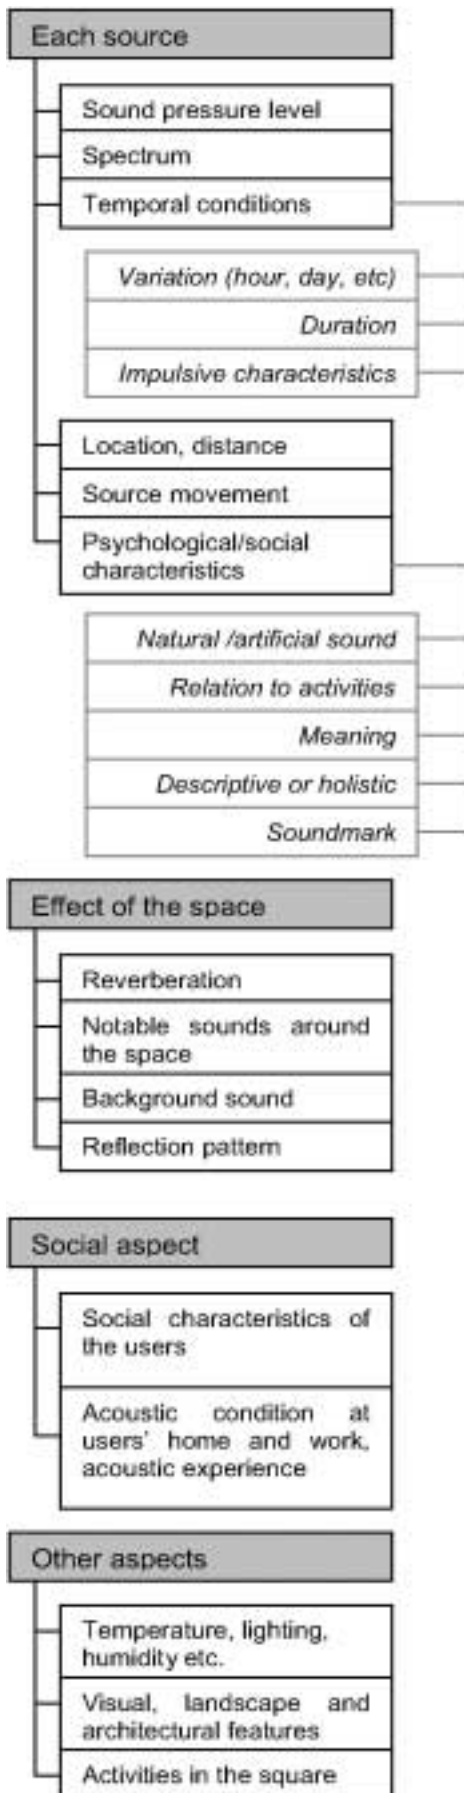 Each source
Sound pressure level
Spectrum
Temporal conditions
Variation (hour, day, etc)
Duration
Impulsive characteristics
Location, distance
Source movement
Psychological/social
characteristics
Natural /artificial sound
Relation to activities
Meaning
Descriptive or holistic
Soundmark
Effect of the space
Reverberation
Notable sounds around
the space
Background sound
Reflection pattern
Social aspect
Social characteristics of
the users
Acoustic condition at
users' home and work,
acoustic experience
Other aspects
Temperature, lighting,
humidity etc.
Visual, landscape and
architectural features
Activities in the square